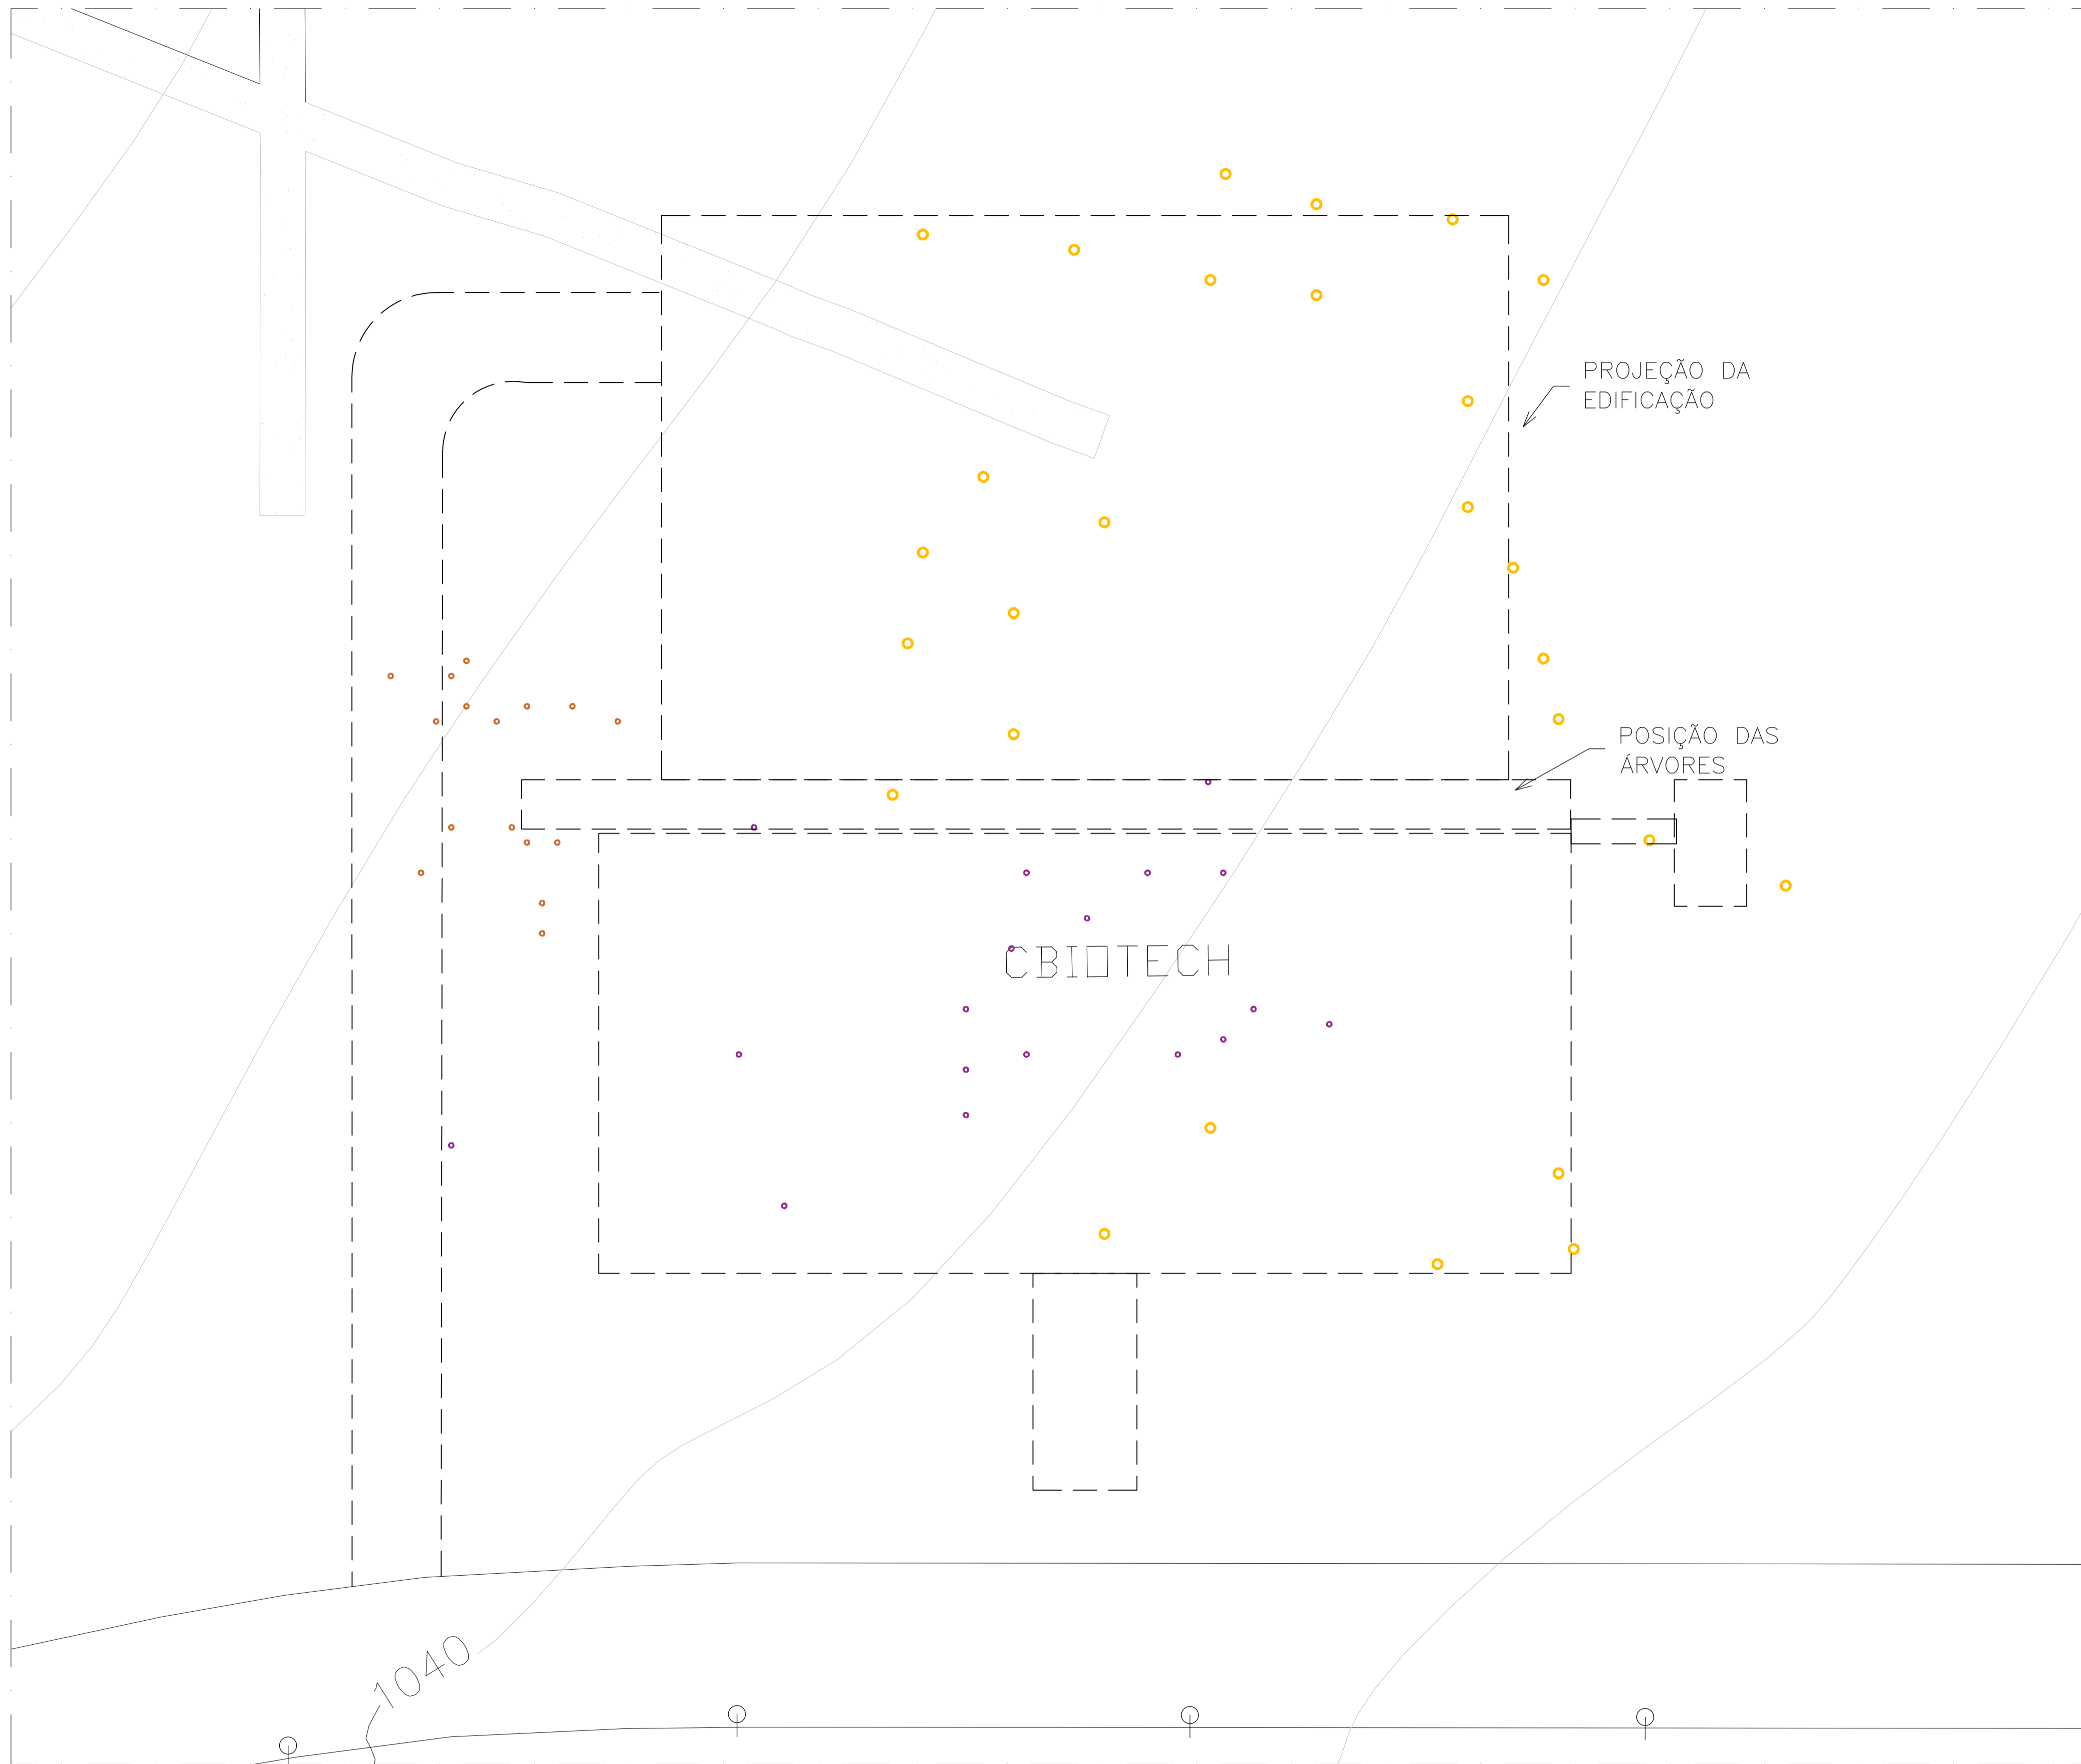 PROJEÇÃO DA
EDIFICAÇÃO
POSIÇÃO DAS
ÁRVORES
CBIOTECH
1040